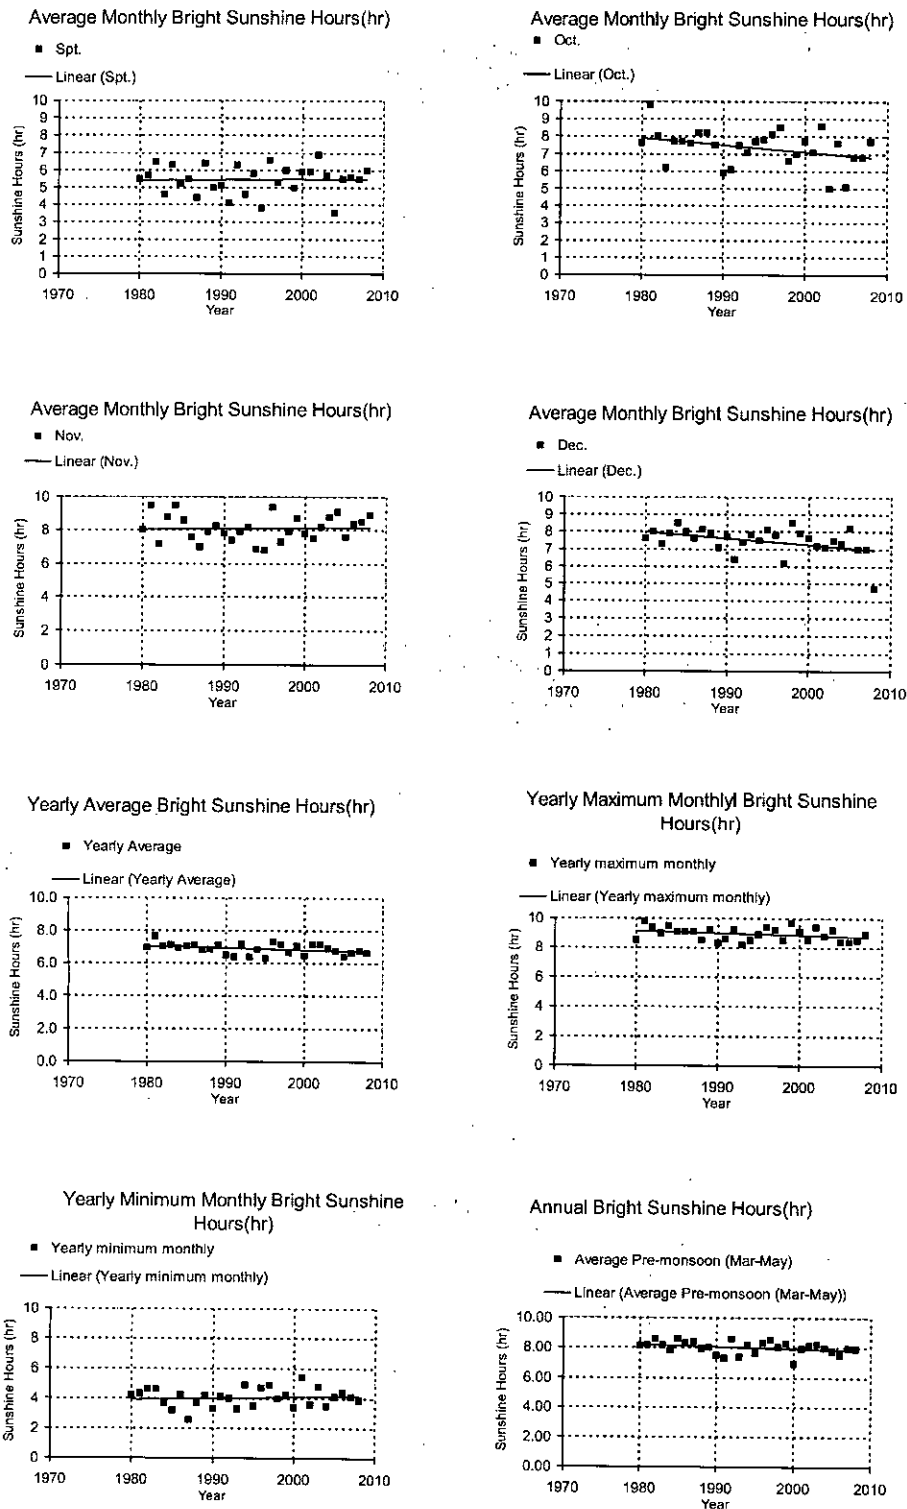 Average Monthly Bright Sunshine Hours(hr)
Spt.
Linear (Spt.)
10
9
8
7
6
5
4
3
2
1
0
Sunshine Hours (hr)
1970 1980 1990 2000 2010
Year
Average Monthly Bright Sunshine Hours(hr)
Oct.
Linear (Oct.)
10
9
8
7
6
5
4
3
2
1
0
Sunshine Hours (hr)
1970 1980 1990 2000 2010
Year
Average Monthly Bright Sunshine Hours(hr)
Nov.
Linear (Nov.)
10
8
6
4
2
0
Sunshine Hours (hr)
1970 1980 1990 2000 2010
Year
Average Monthly Bright Sunshine Hours(hr)
Dec.
Linear (Dec.)
10
9
8
7
6
5
4
3
2
1
0
Sunshine Hours (hr)
1970 1980 1990 2000 2010
Year
Yearly Average Bright Sunshine Hours(hr)
Yearly Average
Linear (Yearly Average)
10.0
8.0
6.0
4.0
2.0
0.0
Sunshine Hours (hr)
1970 1980 1990 2000 2010
Year
Yearly Maximum Monthlyl Bright Sunshine
Hours(hr)
Yearly maximum monthly
Linear (Yearly maximum monthly)
10
8
6
4
2
0
Sunshine Hours (hr)
1970 1980 1990 2000 2010
Year
Yearly Minimum Monthly Bright Sunshine
Hours(hr)
Yearly minimum monthly
Linear (Yearly minimum monthly)
10
8
6
4
2
0
Sunshine Hours (hr)
1970 1980 1990 2000 2010
Year
Annual Bright Sunshine Hours(hr)
Average Pre-monsoon (Mar-May)
Linear (Average Pre-monsoon (Mar-May))
10.00
8.00
6.00
4.00
2.00
0.00
Sunshine Hours (hr)
1970 1980 1990 2000 2010
Year